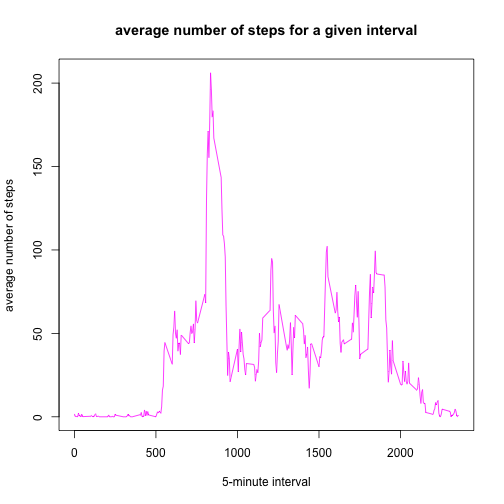 average number of steps for a given interval
average number of steps
200
150
100
50
0
0 500 1000 1500 2000
5-minute interval